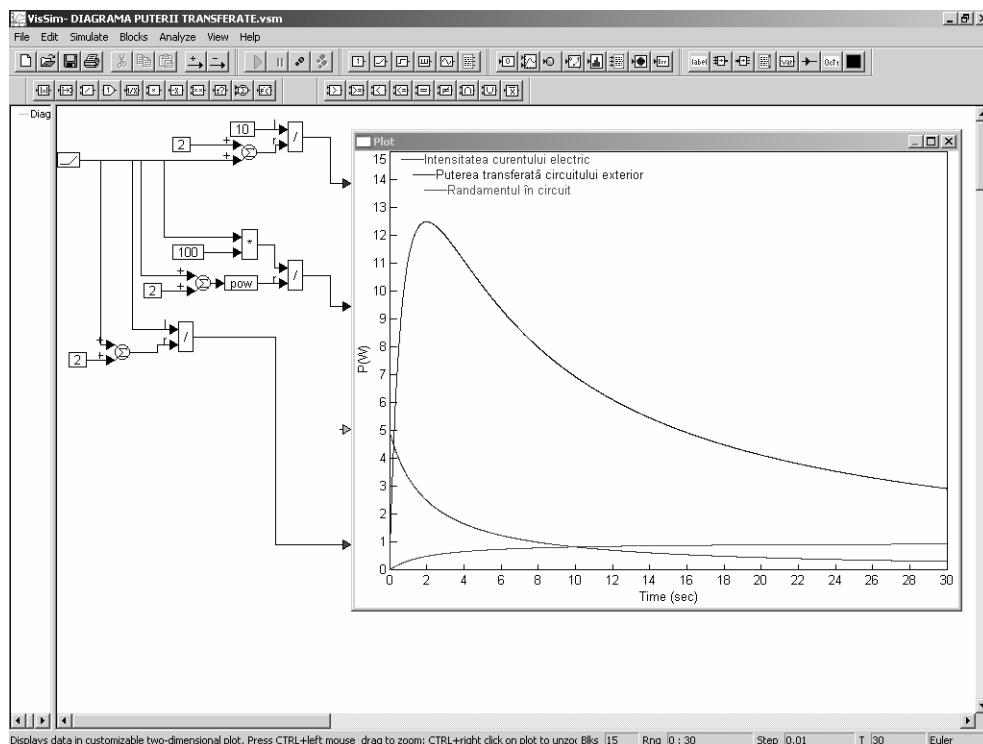 VisSim- DIAGRAMA PUTERII TRANSFERATE.vsm
File Edit Simulate Blocks Analyze View Help
Diag
10
l
r
/
2
+
+
Σ
100
*
l
r
/
2
+
+
Σ
pow
l
r
/
2
+
+
Σ
Plot
Intensitatea curentului electric
Puterea transferată circuitului exterior
Randamentul în circuit
P(W)
15
14
13
12
11
10
9
8
7
6
5
4
3
2
1
0
0 2 4 6 8 10 12 14 16 18 20 22 24 26 28 30
Time (sec)
Displays data in customizable two-dimensional plot. Press CTRL+left mouse drag to zoom; CTRL+right click on plot to unzoo Blks 15 Rng 0 : 30 Step 0.01 T 30 Euler